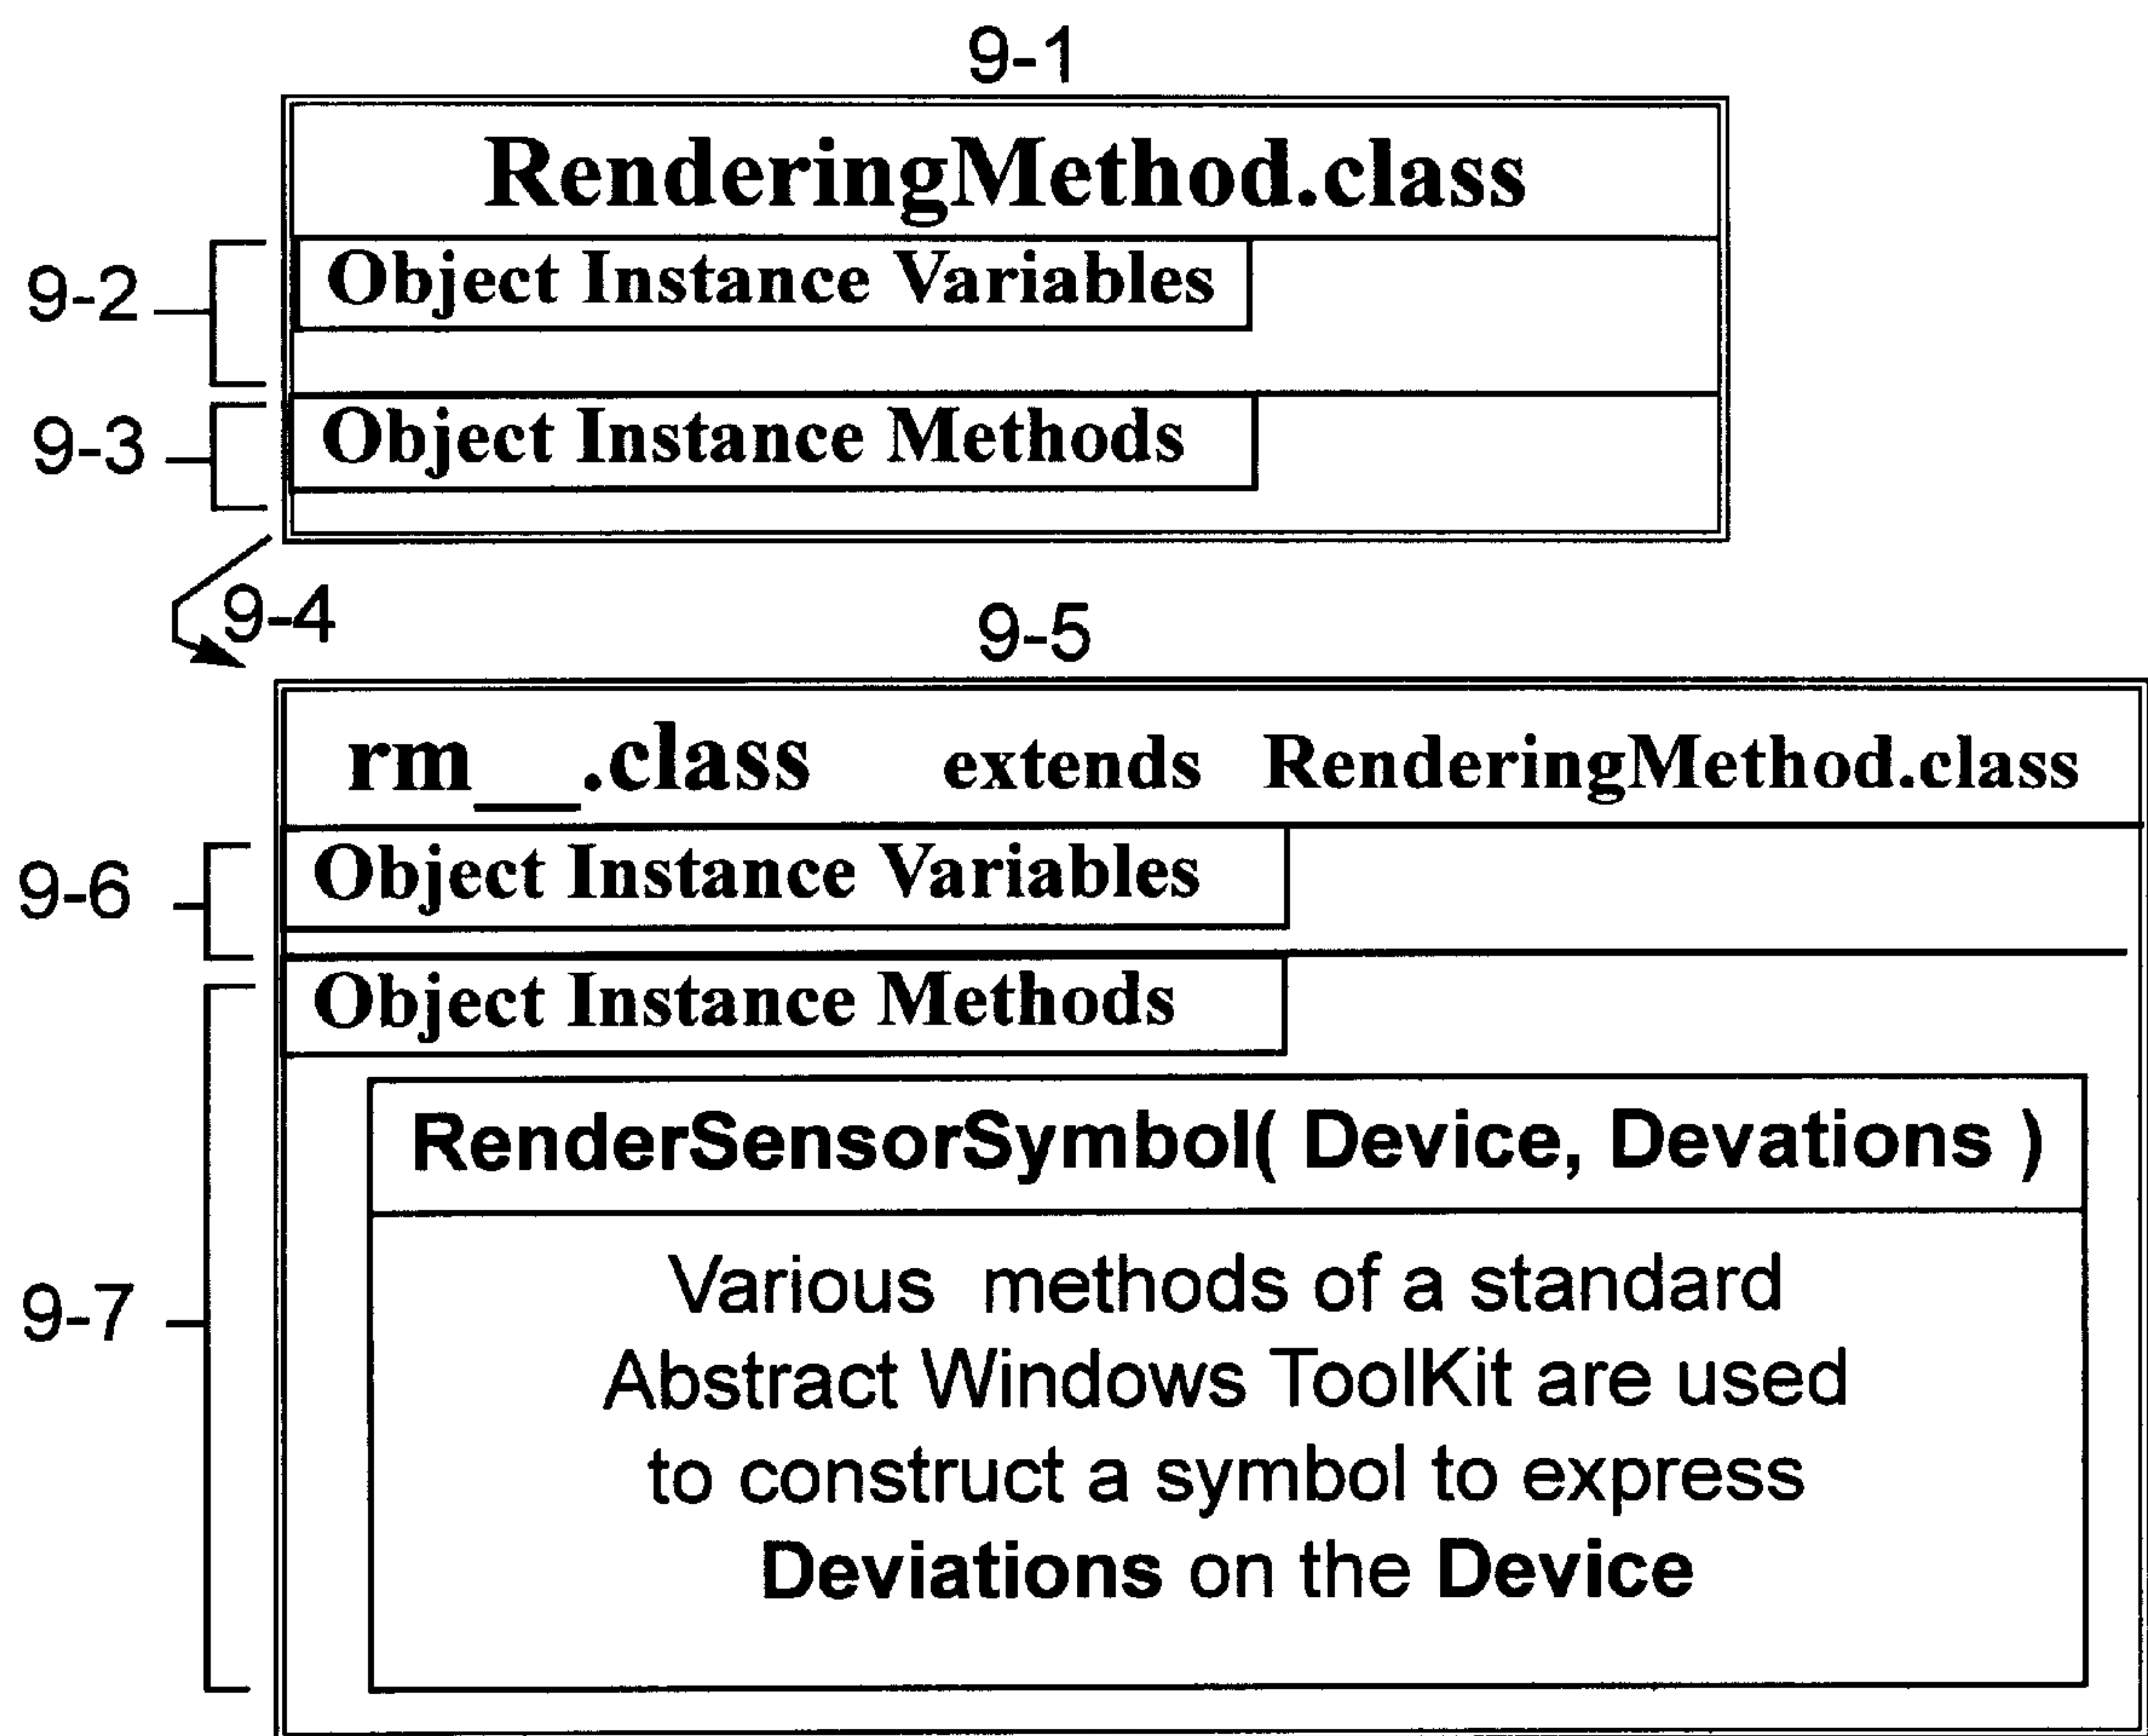 9-1
RenderingMethod.class
9-2
Object Instance Variables
9-3
Object Instance Methods
9-4
9-5
rm__.class extends RenderingMethod.class
9-6
Object Instance Variables
Object Instance Methods
9-7
RenderSensorSymbol( Device, Devations )
Various methods of a standard
Abstract Windows ToolKit are used
to construct a symbol to express
Deviations on the Device